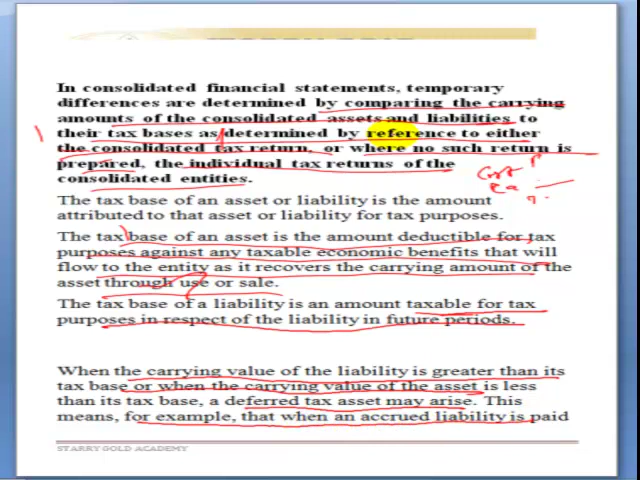 In consolidated financial statements, temporary
differences are determined by comparing the carrying
amounts of the consolidated assets and liabilities to
their tax bases as determined by reference to either
the consolidated tax return, or where no such return is
prepared, the individual tax returns of the
consolidated entities.
The tax base of an asset or liability is the amount
attributed to that asset or liability for tax purposes.
The tax base of an asset is the amount deductible for tax
purposes against any taxable economic benefits that will
flow to the entity as it recovers the carrying amount of the
asset through use or sale.
The tax base of a liability is an amount taxable for tax
purposes in respect of the liability in future periods.
When the carrying value of the liability is greater than its
tax base or when the carrying value of the asset is less
than its tax base, a deferred tax asset may arise. This
means, for example, that when an accrued liability is paid
STARRY GOLD ACADEMY